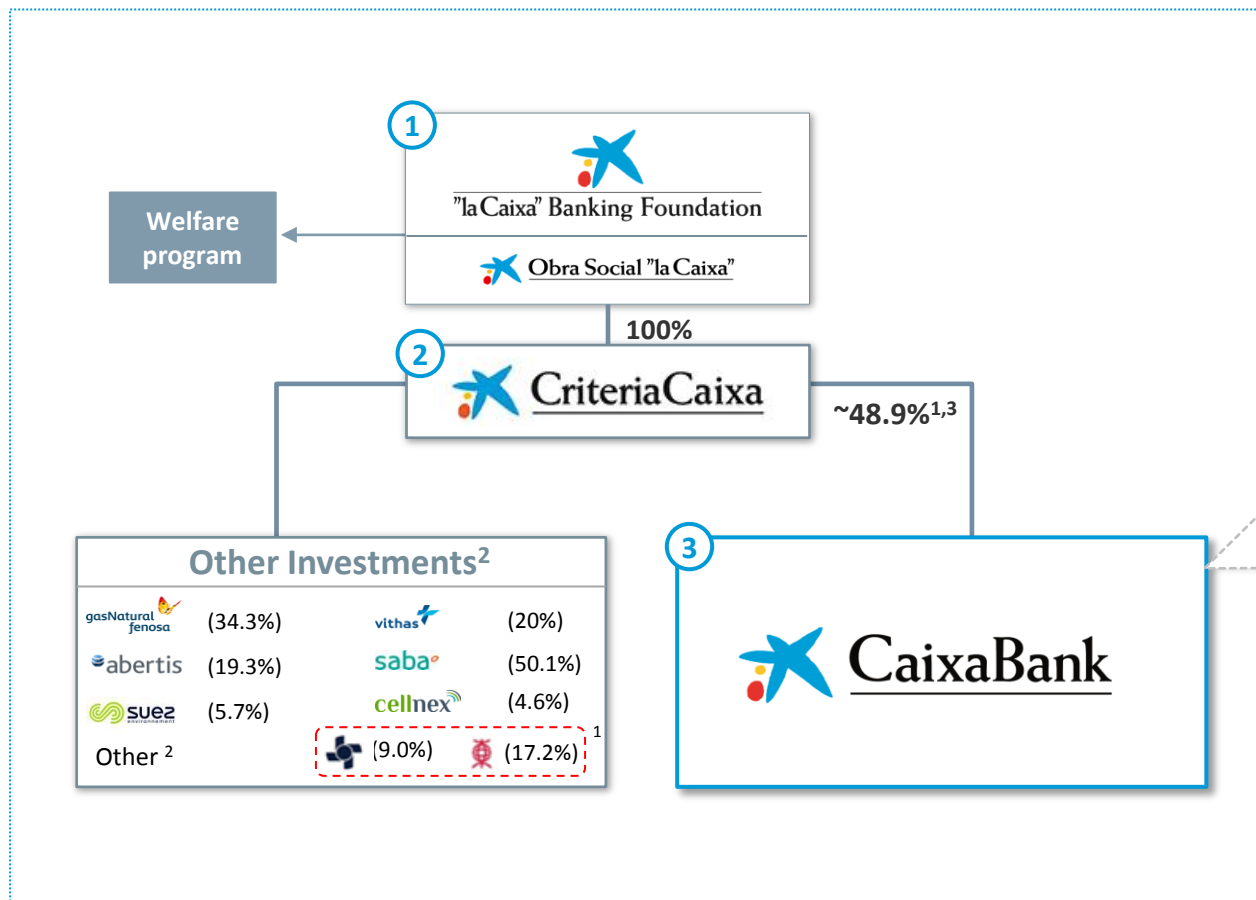 1
"la Caixa" Banking Foundation
Welfare
program
Obra Social "la Caixa"
100%
2
CriteriaCaixa
~48.9%1,3
Other Investments2
gasNatural
fenosa
(34.3%)
vithas
(20%)
abertis
(19.3%)
saba
(50.1%)
suez
environnement
(5.7%)
cellnex
(4.6%)
Other 2
(9.0%)
(17.2%)
1
3
CaixaBank